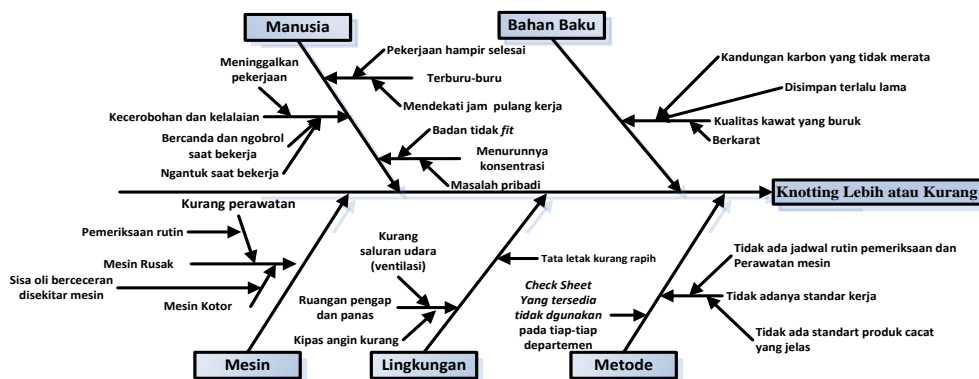 Manusia
Bahan Baku
Pekerjaan hampir selesai
Meninggalkan
pekerjaan
Terburu-buru
Mendekati jam pulang kerja
Kecerobohan dan kelalaian
Bercanda dan ngobrol
saat bekerja
Ngantuk saat bekerja
Badan tidak fit
Menurunnya
konsentrasi
Masalah pribadi
Kandungan karbon yang tidak merata
Disimpan terlalu lama
Kualitas kawat yang buruk
Berkarat
Knotting Lebih atau Kurang
Kurang perawatan
Pemeriksaan rutin
Mesin Rusak
Sisa oli berceceran
disekitar mesin
Mesin Kotor
Kurang
saluran udara
(ventilasi)
Tata letak kurang rapih
Ruangan pengap
dan panas
Kipas angin kurang
Check Sheet
Yang tersedia
tidak dgunakan
pada tiap-tiap
departemen
Tidak ada jadwal rutin pemeriksaan dan
Perawatan mesin
Tidak adanya standar kerja
Tidak ada standart produk cacat
yang jelas
Mesin
Lingkungan
Metode